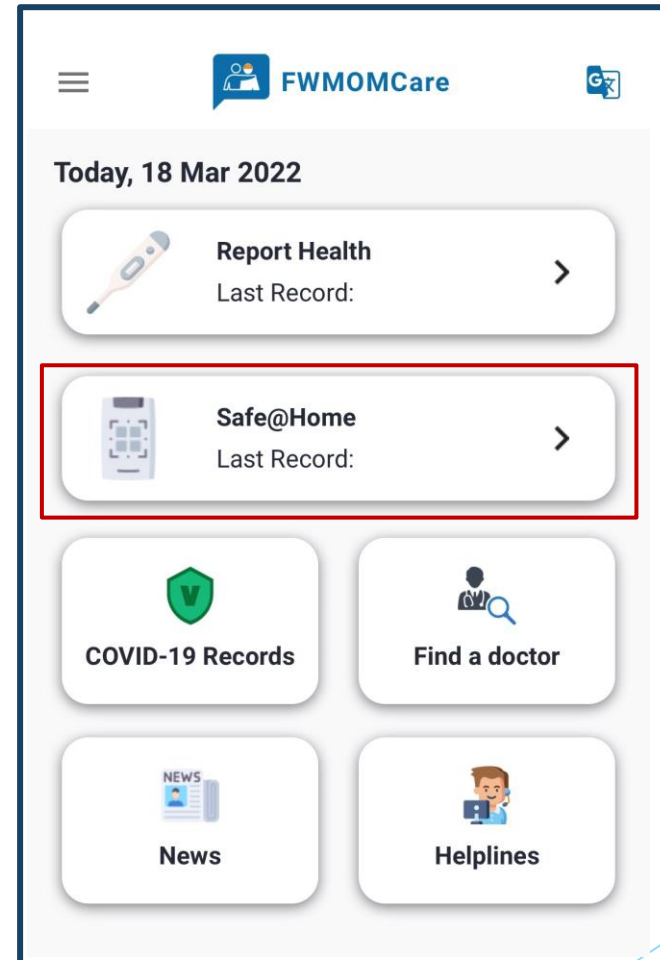 FWMOMCare
Today, 18 Mar 2022
Report Health
Last Record:
Safe@Home
Last Record:
V
COVID-19 Records
Find a doctor
NEWS
News
Helplines